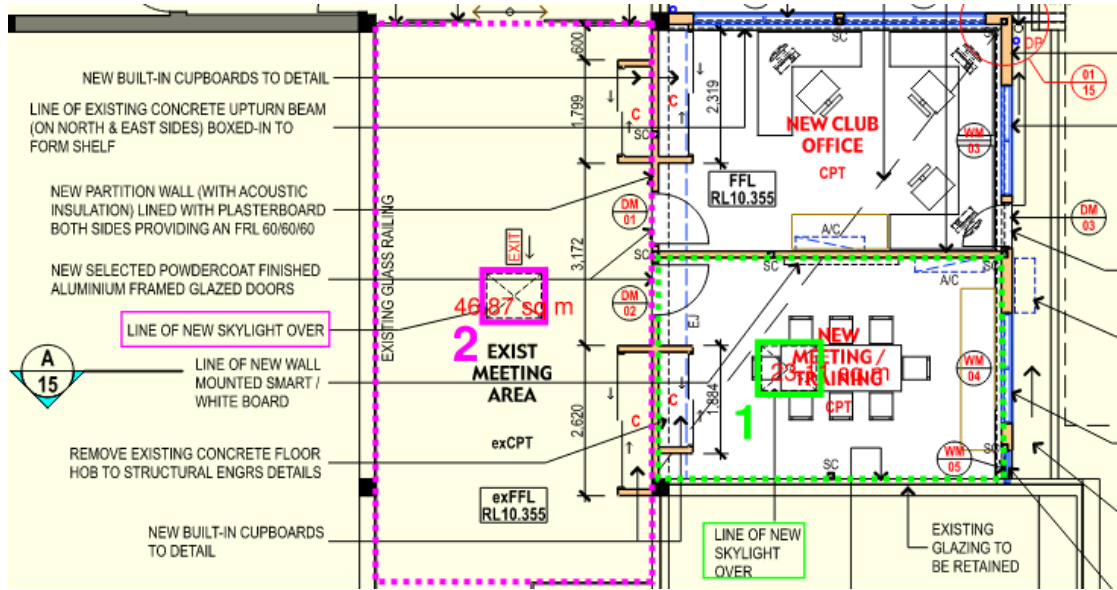 NEW BUILT-IN CUPBOARDS TO DETAIL
LINE OF EXISTING CONCRETE UPTURN BEAM
(ON NORTH & EAST SIDES) BOXED-IN TO
FORM SHELF
NEW PARTITION WALL (WITH ACOUSTIC
INSULATION) LINED WITH PLASTERBOARD
BOTH SIDES PROVIDING AN FRL 60/60/60
NEW SELECTED POWDERCOAT FINISHED
ALUMINIUM FRAMED GLAZED DOORS
LINE OF NEW SKYLIGHT OVER
A
15
LINE OF NEW WALL
MOUNTED SMART /
WHITE BOARD
REMOVE EXISTING CONCRETE FLOOR
HOB TO STRUCTURAL ENGRS DETAILS
NEW BUILT-IN CUPBOARDS
TO DETAIL
EXISTING GLASS RAILING
EXIT
46.87 sq m
2
EXIST
MEETING
AREA
exCPT
exFFL
RL10.355
600
1.799
3.172
2.620
C
C
C
C
2.319
1.884
SC
SC
SC
SC
SC
SC
SC
SC
DM
01
DM
02
EJ
FFL
RL10.355
NEW CLUB
OFFICE
CPT
A/C
A/C
WM
03
DP
01
15
DM
03
NEW
MEETING /
TRAINING
CPT
1
WM
04
WM
05
LINE OF NEW
SKYLIGHT
OVER
EXISTING
GLAZING TO
BE RETAINED